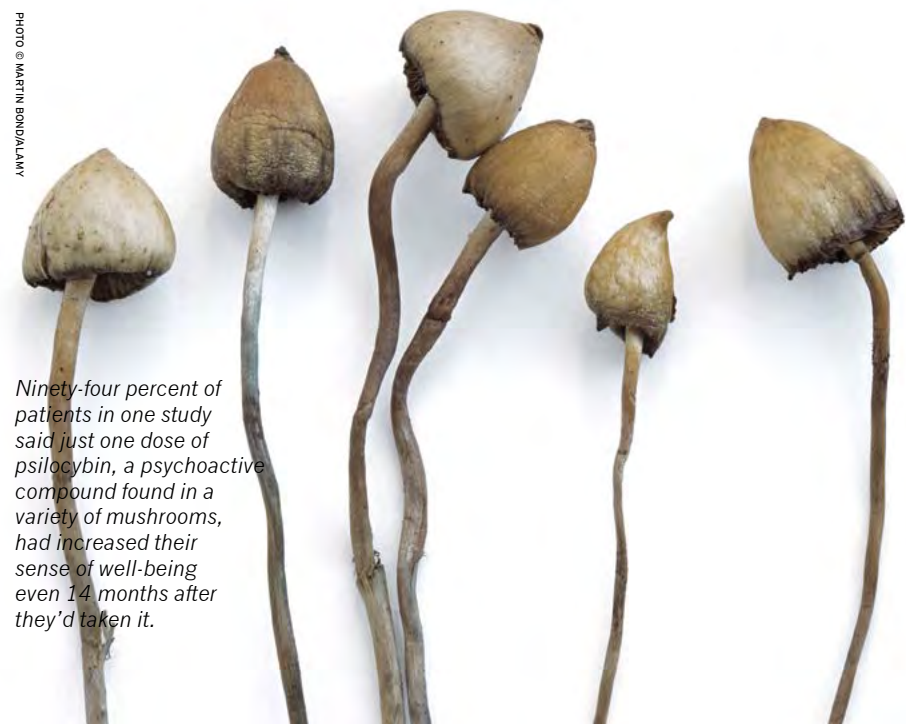 PHOTO © MARTIN BOND/ALAMY
Ninety-four percent of
patients in one study
said just one dose of
psilocybin, a psychoactive
compound found in a
variety of mushrooms,
had increased their
sense of well-being
even 14 months after
they’d taken it.